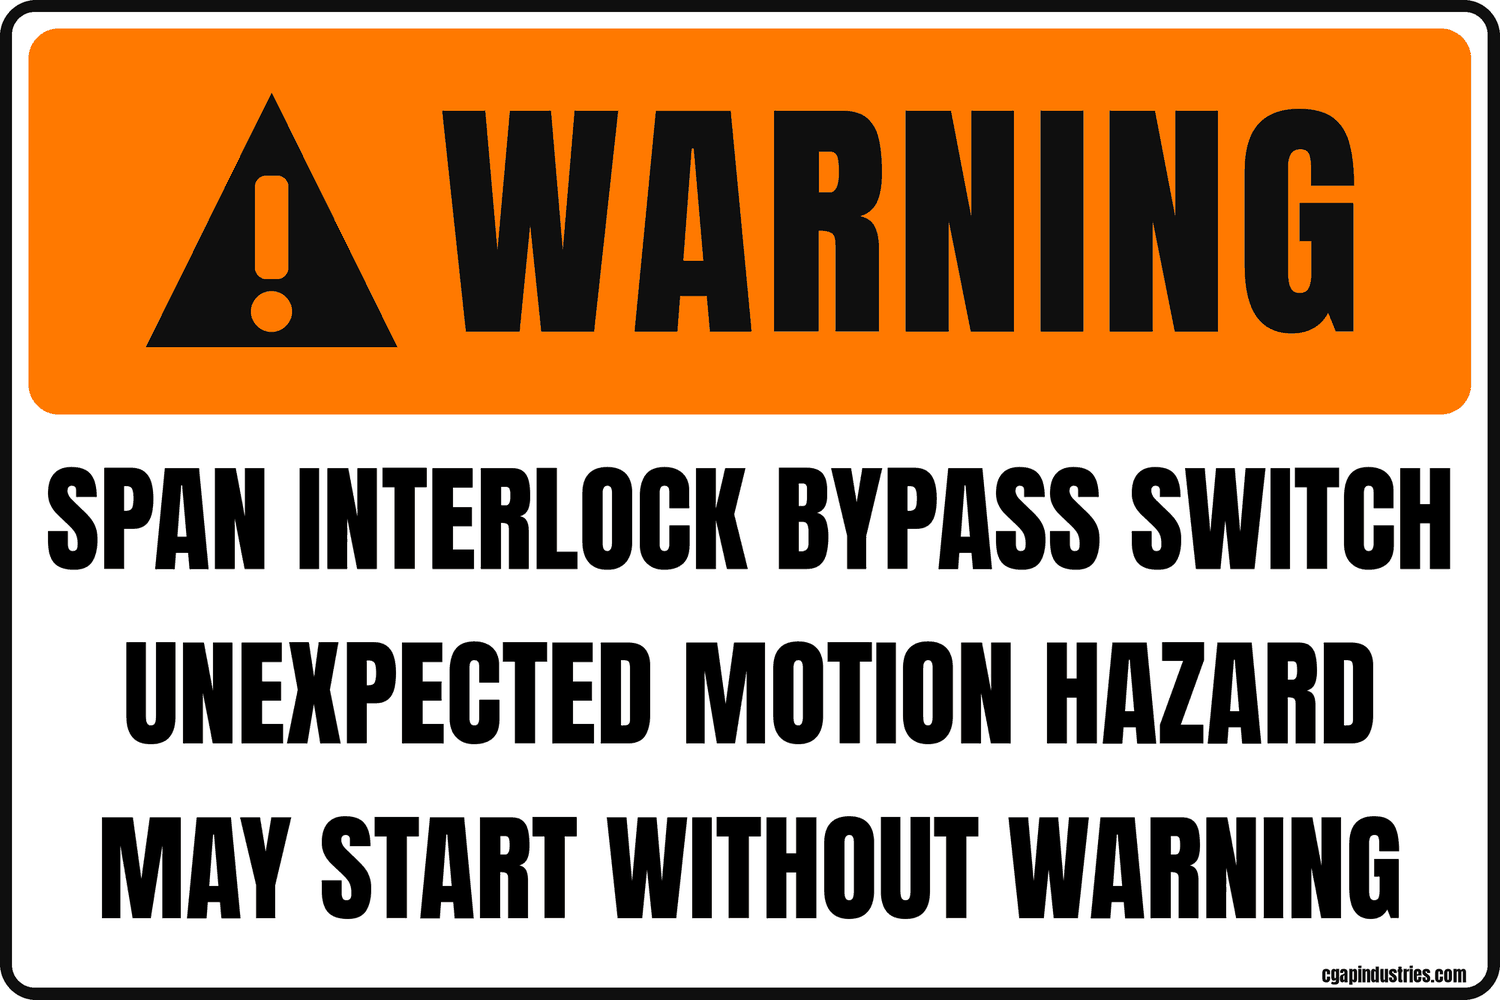 WARNING
SPAN INTERLOCK BYPASS SWITCH
UNEXPECTED MOTION HAZARD
MAY START WITHOUT WARNING
cgapindustries.com